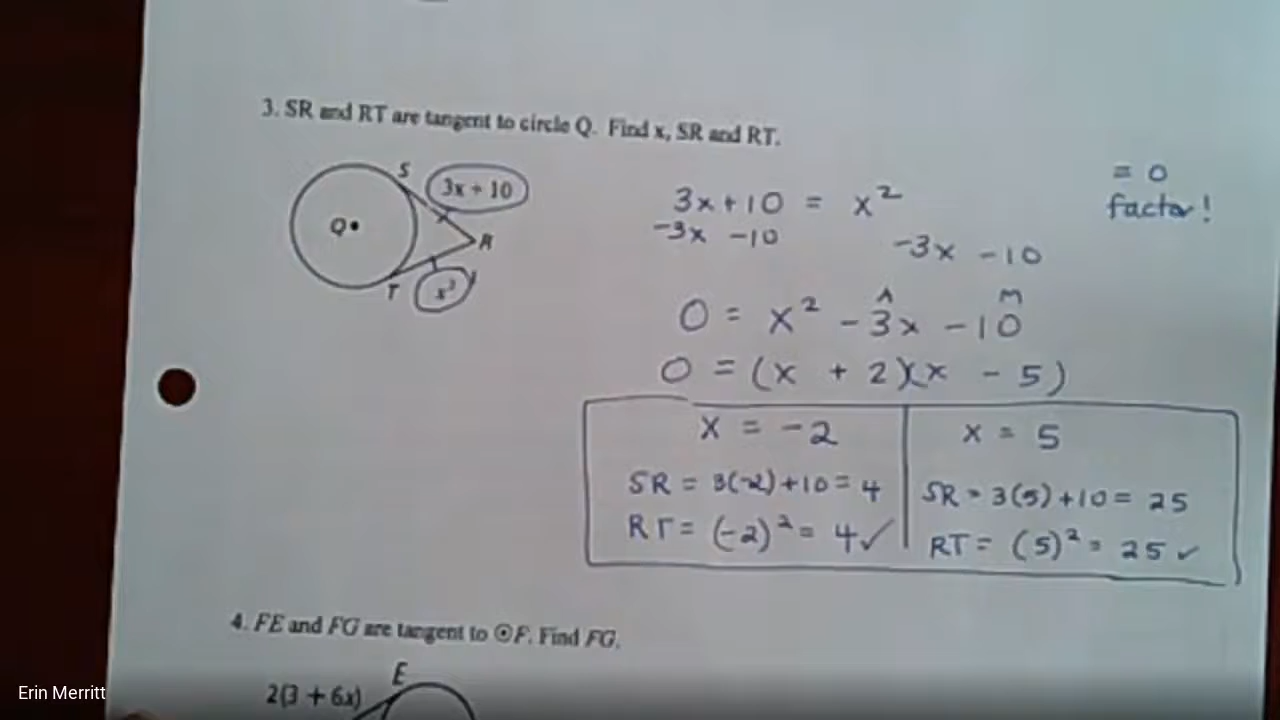 3. SR and RT are tangent to circle Q. Find x, SR and RT.
S
3x + 10
Q
R
T
x²
3x + 10 = x²
-3x -10
-3x -10
= 0
factor!
A M
0 = x² - 3x - 10
0 = (x + 2)(x - 5)
x = -2
SR = 3(-2) + 10 = 4
RT = (-2)² = 4 ✓
x = 5
SR = 3(5) + 10 = 25
RT = (5)² = 25 ✓
4. FE and FG are tangent to ⊙F. Find FG.
E
2(3 + 6x)
Erin Merritt